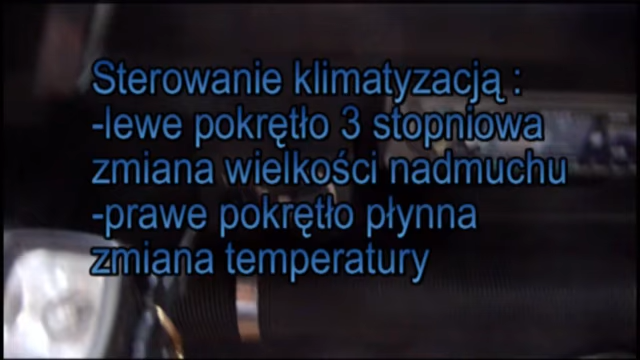 Sterowanie klimatyzacją :
-lewe pokrętło 3 stopniowa
zmiana wielkości nadmuchu
-prawe pokrętło płynna
zmiana temperatury